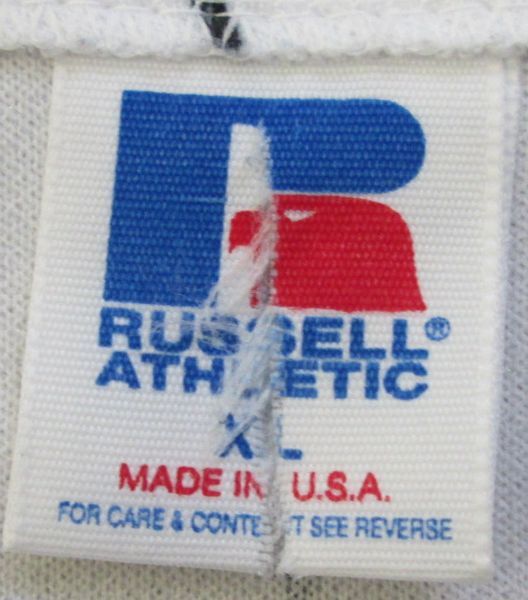 RUSSELL®
ATHLETIC
XL
MADE IN U.S.A.
FOR CARE & CONTENT SEE REVERSE